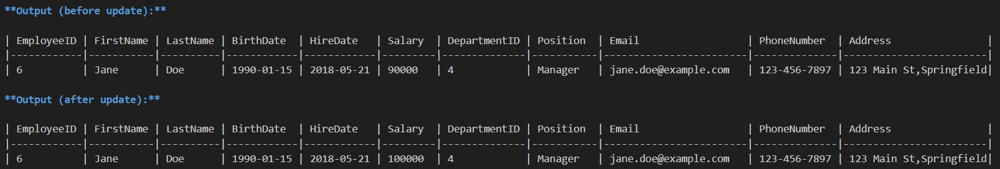 **Output (before update):**
| EmployeeID | FirstName | LastName | BirthDate  | HireDate   | Salary  | DepartmentID | Position  | Email                  | PhoneNumber  | Address                |
|------------|-----------|----------|------------|------------|---------|--------------|-----------|------------------------|--------------|------------------------|
| 6          | Jane      | Doe      | 1990-01-15 | 2018-05-21 | 90000   | 4            | Manager   | jane.doe@example.com   | 123-456-7897 | 123 Main St,Springfield|
**Output (after update):**
| EmployeeID | FirstName | LastName | BirthDate  | HireDate   | Salary  | DepartmentID | Position  | Email                  | PhoneNumber  | Address                |
|------------|-----------|----------|------------|------------|---------|--------------|-----------|------------------------|--------------|------------------------|
| 6          | Jane      | Doe      | 1990-01-15 | 2018-05-21 | 100000  | 4            | Manager   | jane.doe@example.com   | 123-456-7897 | 123 Main St,Springfield|